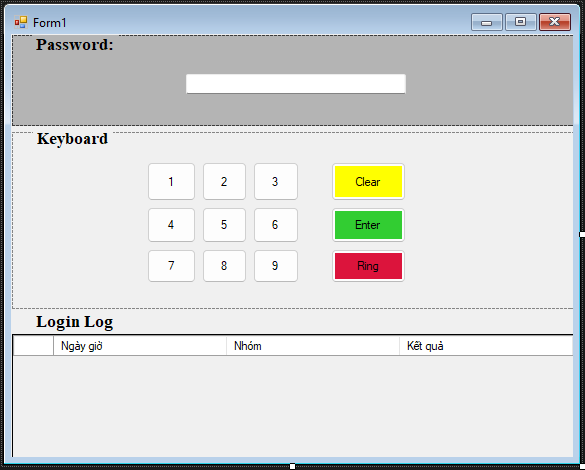 Form1
Password:
Keyboard
1 2 3 Clear
4 5 6 Enter
7 8 9 Ring
Login Log
Ngày giờ Nhóm Kết quả